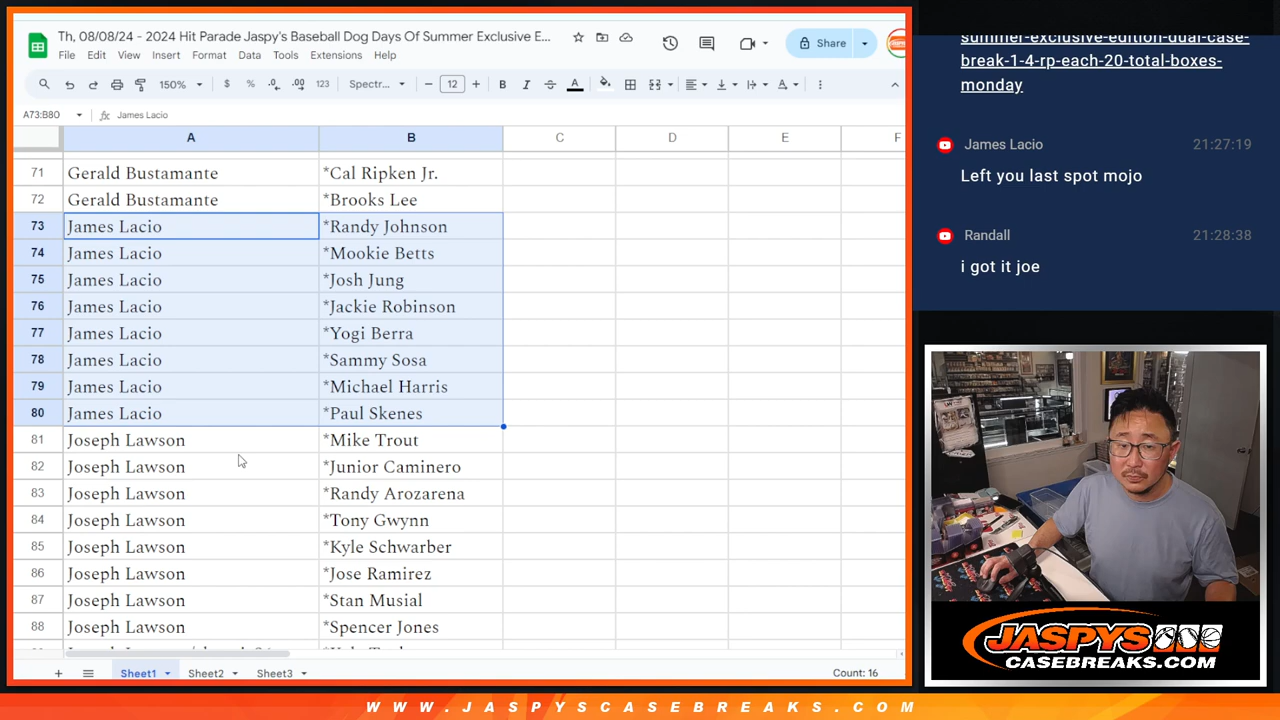 Th, 08/08/24 - 2024 Hit Parade Jaspy's Baseball Dog Days Of Summer Exclusive E...
File Edit View Insert Format Data Tools Extensions Help
Share
150% $ % .0 .00 123 Spectr... 12 B I A
A73:B80 fx James Lacio
A B C D E F
71 Gerald Bustamante *Cal Ripken Jr.
72 Gerald Bustamante *Brooks Lee
73 James Lacio *Randy Johnson
74 James Lacio *Mookie Betts
75 James Lacio *Josh Jung
76 James Lacio *Jackie Robinson
77 James Lacio *Yogi Berra
78 James Lacio *Sammy Sosa
79 James Lacio *Michael Harris
80 James Lacio *Paul Skenes
81 Joseph Lawson *Mike Trout
82 Joseph Lawson *Junior Caminero
83 Joseph Lawson *Randy Arozarena
84 Joseph Lawson *Tony Gwynn
85 Joseph Lawson *Kyle Schwarber
86 Joseph Lawson *Jose Ramirez
87 Joseph Lawson *Stan Musial
88 Joseph Lawson *Spencer Jones
Sheet1 Sheet2 Sheet3 Count: 16
summer-exclusive-edition-dual-case-
break-1-4-rp-each-20-total-boxes-
monday
James Lacio 21:27:19
Left you last spot mojo
Randall 21:28:38
i got it joe
JASPYS
CASEBREAKS.COM
WWW.JASPYSCASEBREAKS.COM